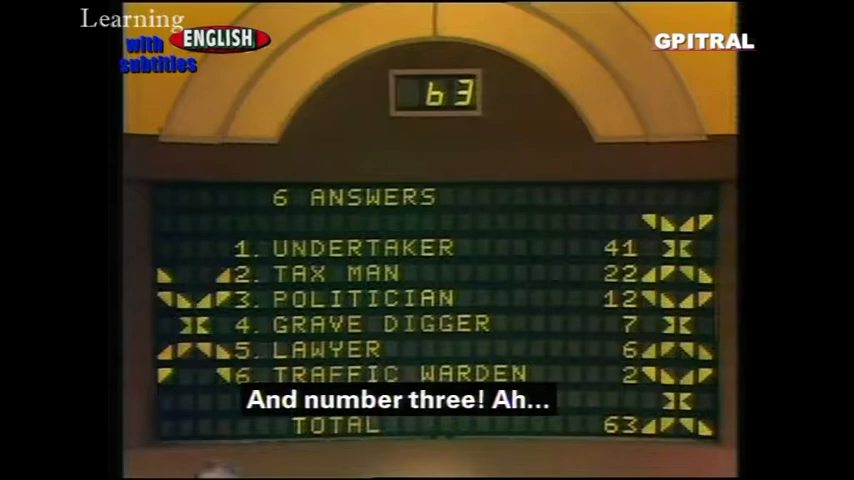 Learning
with
subtitles
ENGLISH
GPITRAL
63
6 ANSWERS
1. UNDERTAKER 41
2. TAX MAN 22
3. POLITICIAN 12
4. GRAVE DIGGER 7
5. LAWYER 6
6. TRAFFIC WARDEN 2
And number three! Ah...
TOTAL 63